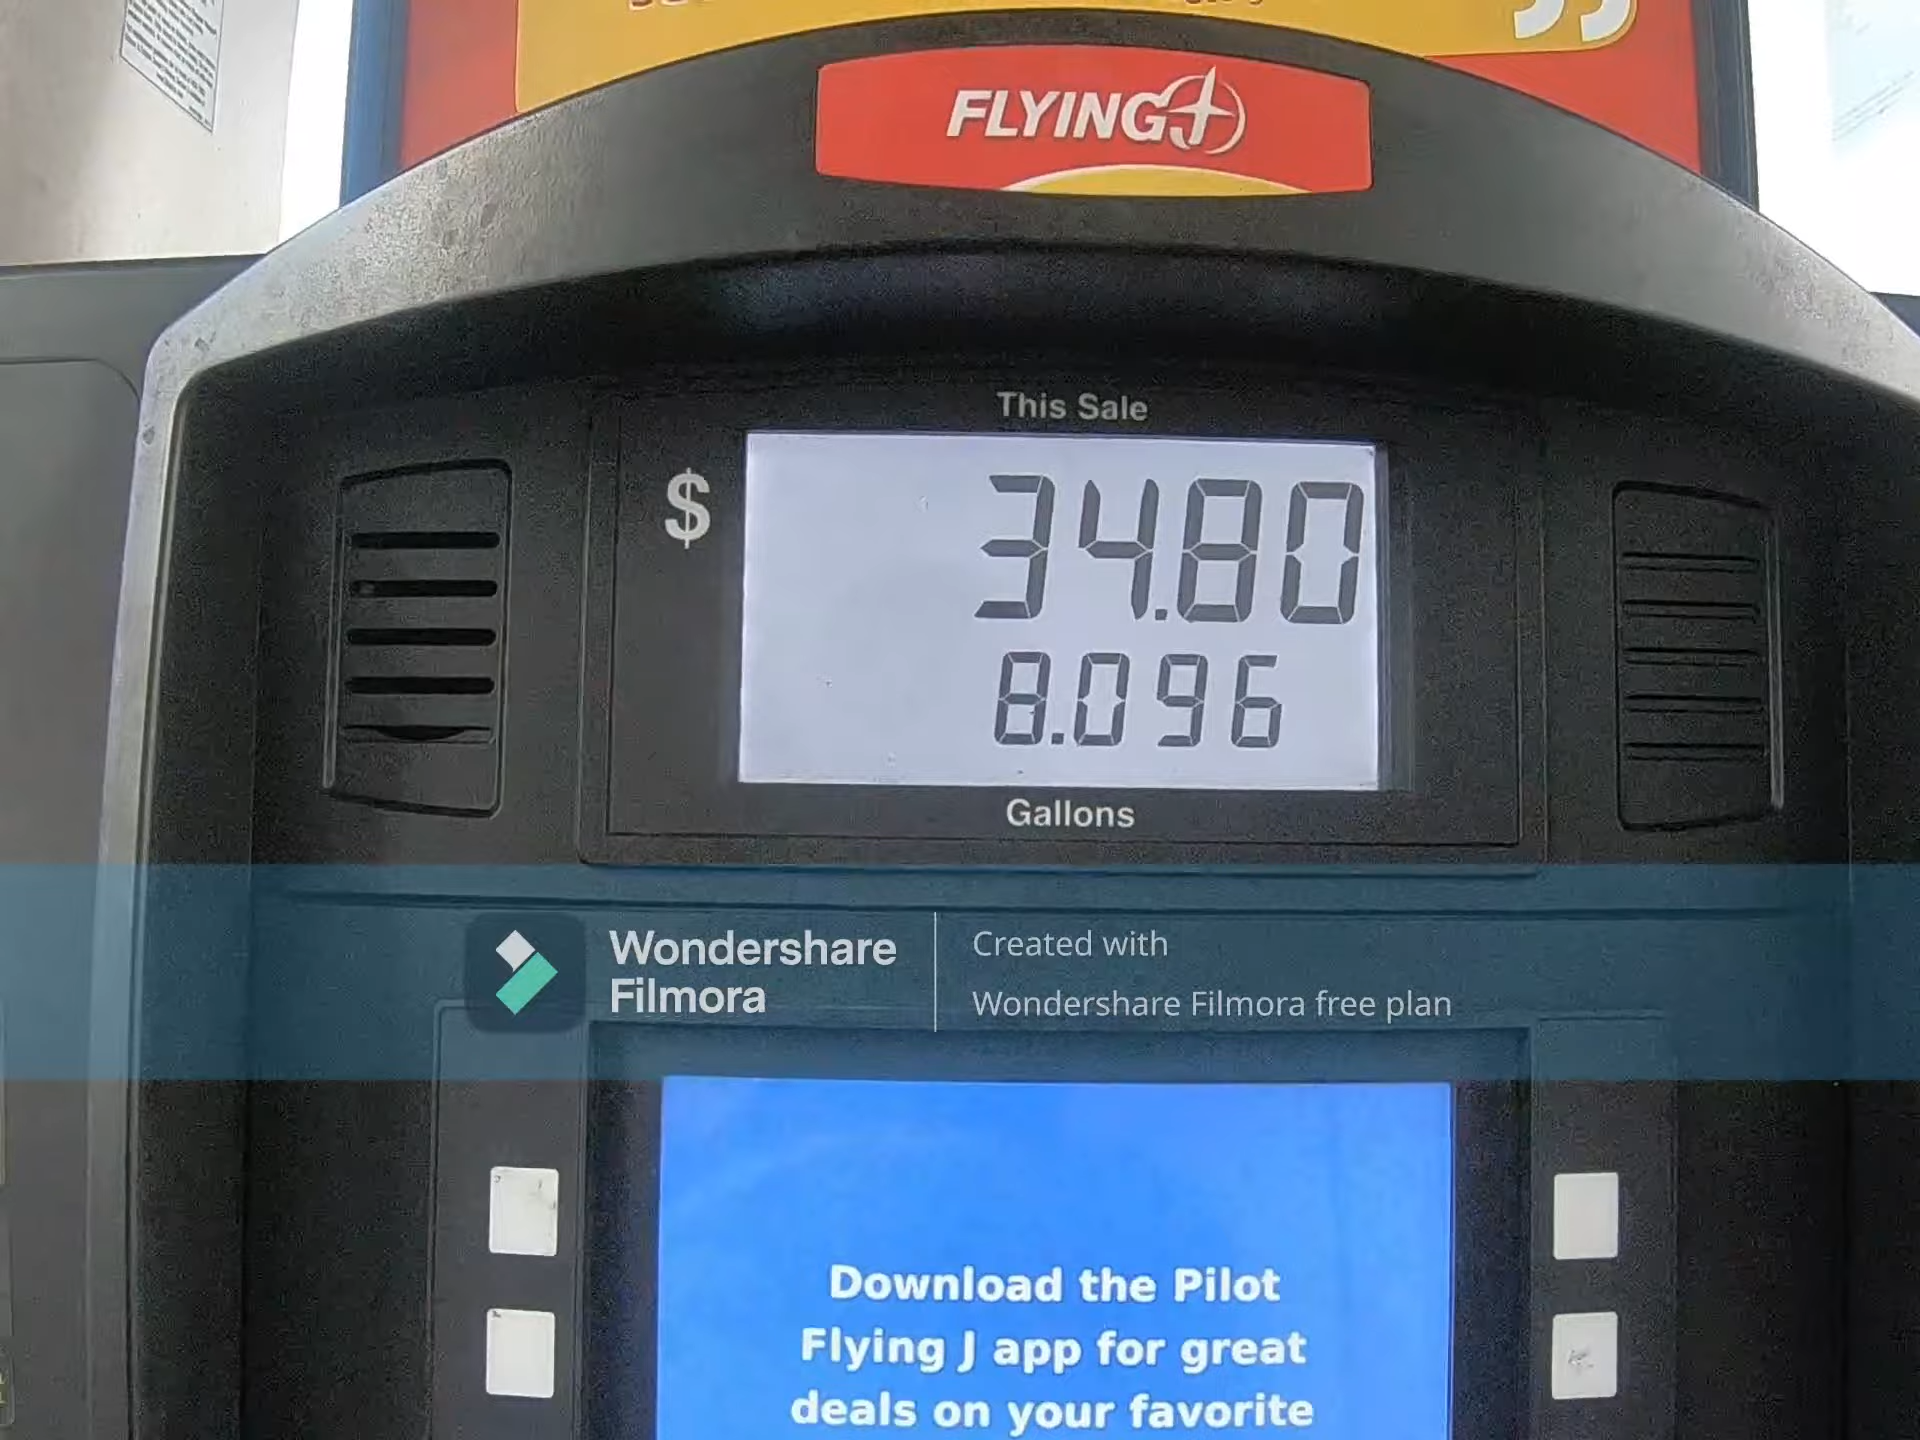 FLYING J
This Sale
$ 34.80
8.096
Gallons
Wondershare
Filmora
Created with
Wondershare Filmora free plan
Download the Pilot
Flying J app for great
deals on your favorite